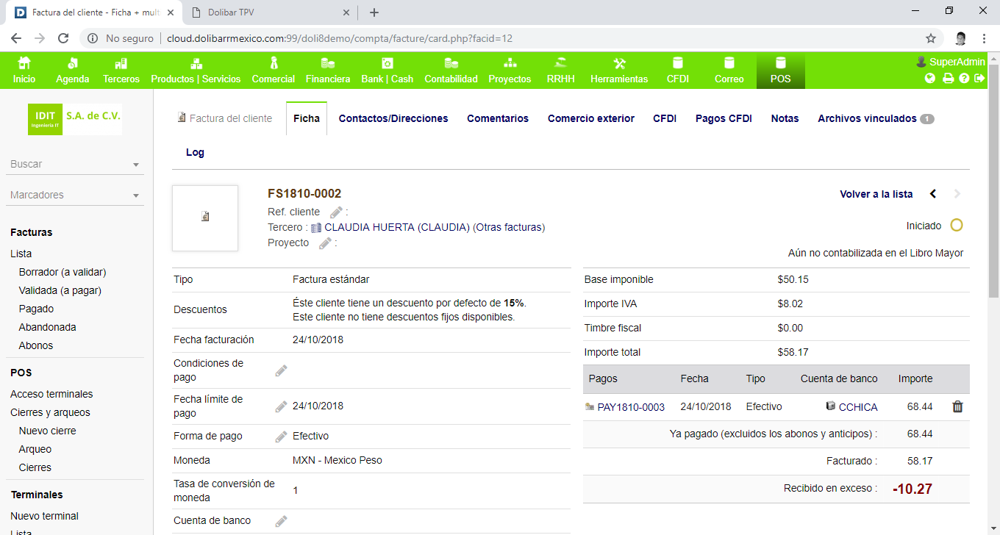 Factura del cliente - Ficha + mult
Dolibar TPV
No seguro
cloud.dolibarrmexico.com:99/doli8demo/compta/facture/card.php?facid=12
Inicio
Agenda
Terceros
Productos | Servicios
Comercial
Financiera
Bank | Cash
Contabilidad
Proyectos
RRHH
Herramientas
CFDI
Correo
POS
SuperAdmin
IDIT
Ingeniería IT
S.A. de C.V.
Buscar
Marcadores
Facturas
Lista
Borrador (a validar)
Validada (a pagar)
Pagado
Abandonada
Abonos
POS
Acceso terminales
Cierres y arqueos
Nuevo cierre
Arqueo
Cierres
Terminales
Nuevo terminal
Lista
Factura del cliente
Ficha
Contactos/Direcciones
Comentarios
Comercio exterior
CFDI
Pagos CFDI
Notas
Archivos vinculados 1
Log
FS1810-0002
Ref. cliente :
Tercero : CLAUDIA HUERTA (CLAUDIA) (Otras facturas)
Proyecto :
Volver a la lista
Iniciado
Aún no contabilizada en el Libro Mayor
Tipo Factura estándar
Descuentos Éste cliente tiene un descuento por defecto de 15%.
Este cliente no tiene descuentos fijos disponibles.
Fecha facturación 24/10/2018
Condiciones de
pago
Fecha límite de
pago 24/10/2018
Forma de pago Efectivo
Moneda MXN - Mexico Peso
Tasa de conversión de
moneda 1
Cuenta de banco
Base imponible $50.15
Importe IVA $8.02
Timbre fiscal $0.00
Importe total $58.17
Pagos Fecha Tipo Cuenta de banco Importe
PAY1810-0003 24/10/2018 Efectivo CCHICA 68.44
Ya pagado (excluidos los abonos y anticipos) : 68.44
Facturado : 58.17
Recibido en exceso : -10.27